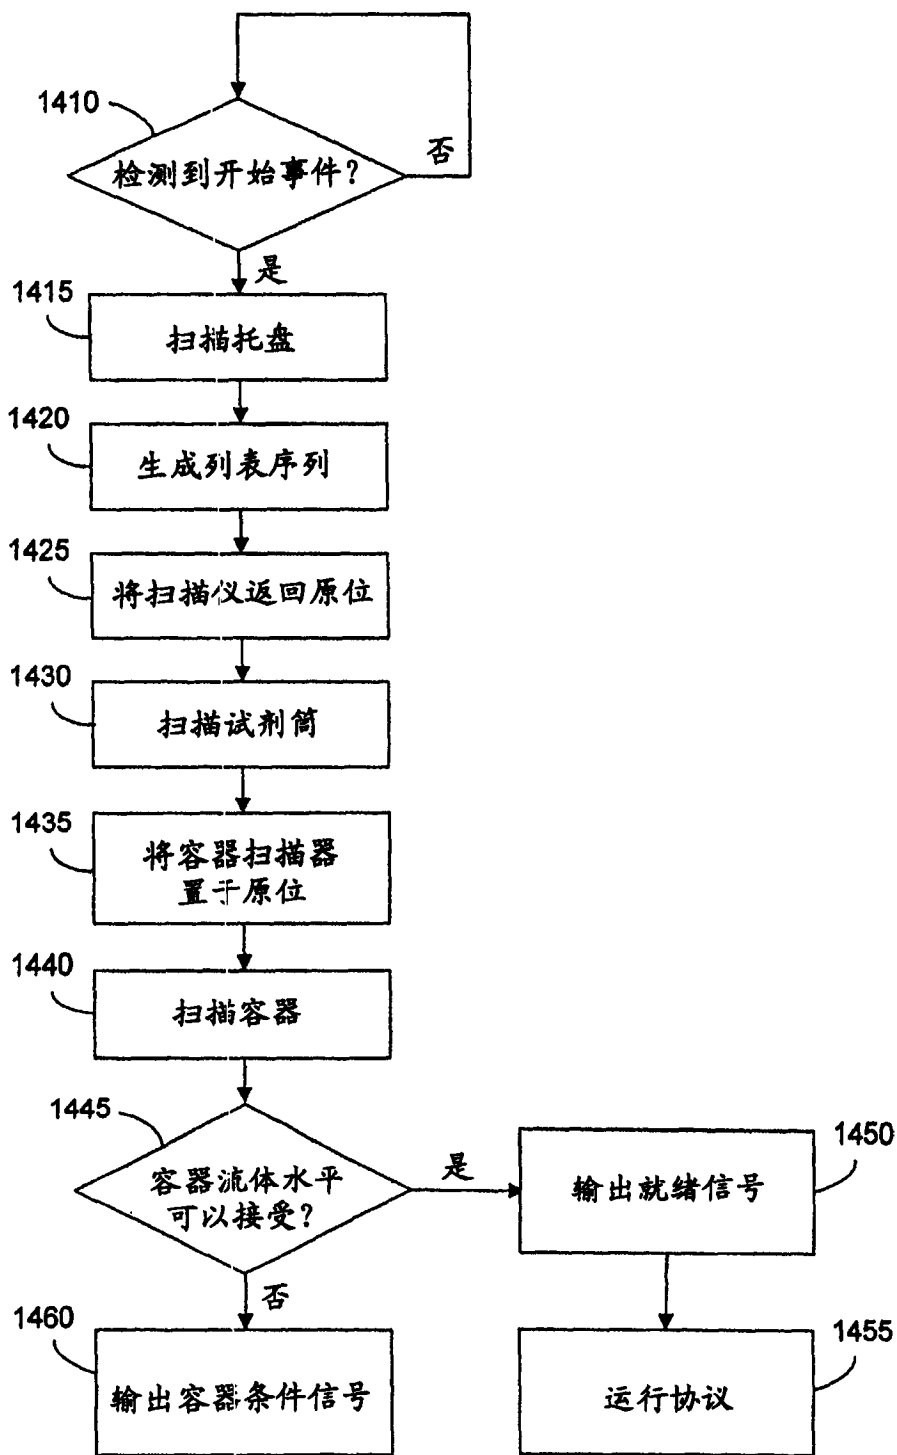 1410
检测到开始事件?
否
是
1415
扫描托盘
1420
生成列表序列
1425
将扫描仪返回原位
1430
扫描试剂筒
1435
将容器扫描器
置于原位
1440
扫描容器
1445
容器流体水平
可以接受?
是
1450
输出就绪信号
否
1460
输出容器条件信号
1455
运行协议